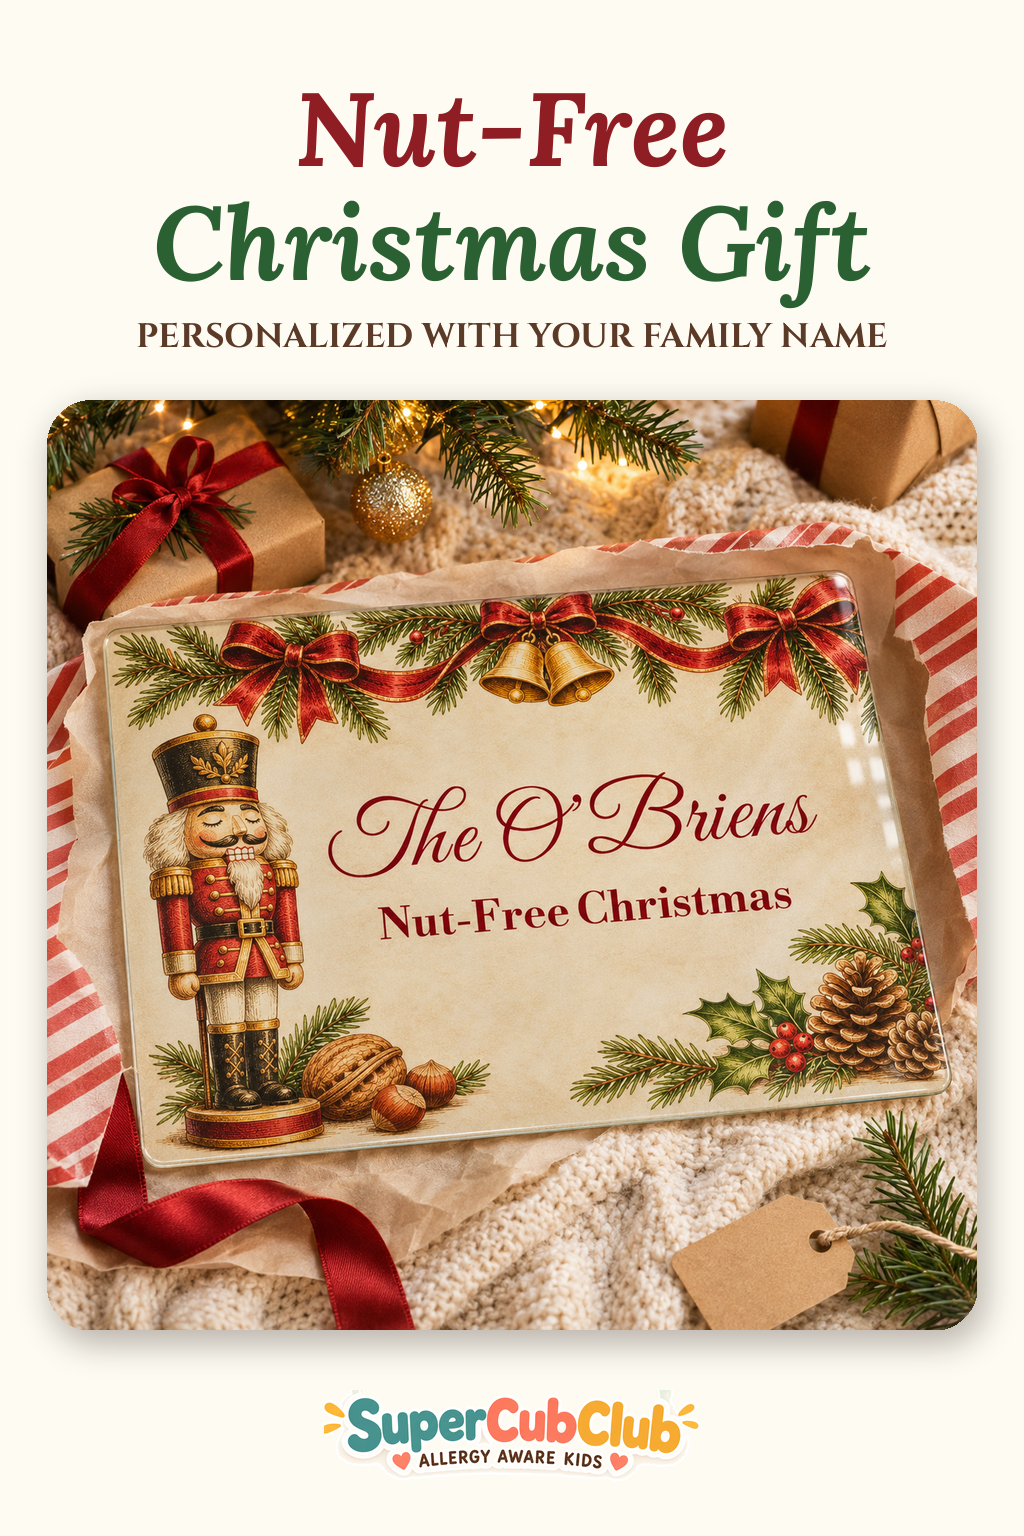 Nut-Free
Christmas Gift
PERSONALIZED WITH YOUR FAMILY NAME
The O'Briens
Nut-Free Christmas
SuperCubClub
ALLERGY AWARE KIDS